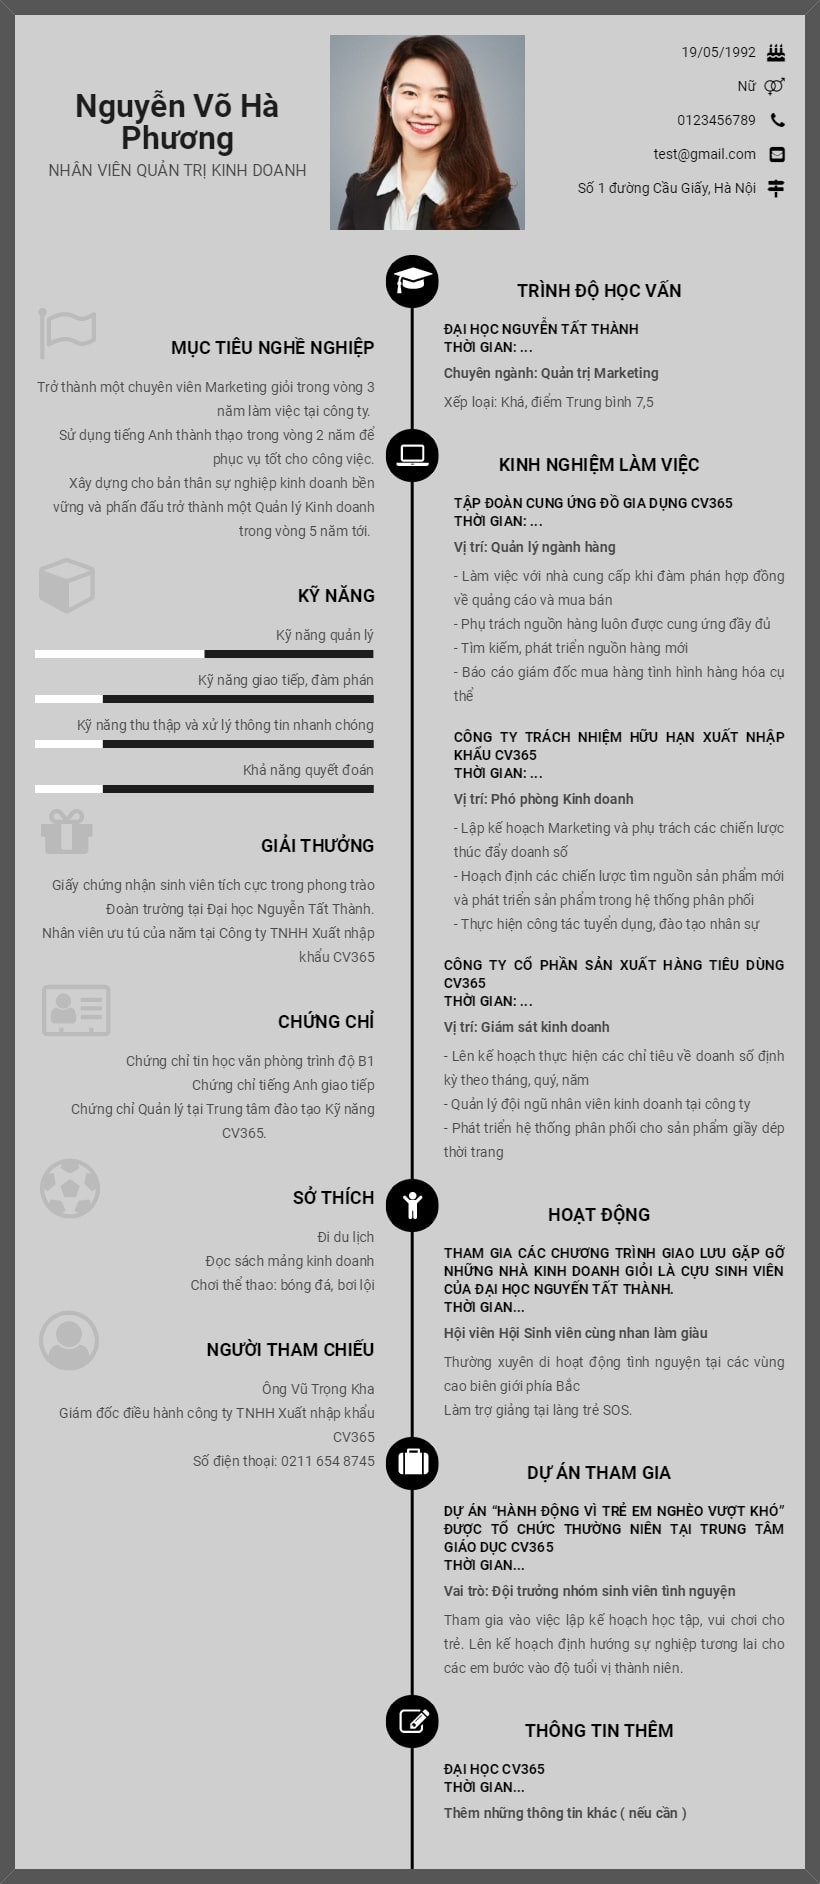 Nguyễn Võ Hà
Phương
NHÂN VIÊN QUẢN TRỊ KINH DOANH
19/05/1992
Nữ
0123456789
test@gmail.com
Số 1 đường Cầu Giấy, Hà Nội
MỤC TIÊU NGHỀ NGHIỆP
Trở thành một chuyên viên Marketing giỏi trong vòng 3
năm làm việc tại công ty.
Sử dụng tiếng Anh thành thạo trong vòng 2 năm để
phục vụ tốt cho công việc.
Xây dựng cho bản thân sự nghiệp kinh doanh bền
vững và phấn đấu trở thành một Quản lý Kinh doanh
trong vòng 5 năm tới.
KỸ NĂNG
Kỹ năng quản lý
Kỹ năng giao tiếp, đàm phán
Kỹ năng thu thập và xử lý thông tin nhanh chóng
Khả năng quyết đoán
GIẢI THƯỞNG
Giấy chứng nhận sinh viên tích cực trong phong trào
Đoàn trường tại Đại học Nguyễn Tất Thành.
Nhân viên ưu tú của năm tại Công ty TNHH Xuất nhập
khẩu CV365
CHỨNG CHỈ
Chứng chỉ tin học văn phòng trình độ B1
Chứng chỉ tiếng Anh giao tiếp
Chứng chỉ Quản lý tại Trung tâm đào tạo Kỹ năng
CV365.
SỞ THÍCH
Đi du lịch
Đọc sách mảng kinh doanh
Chơi thể thao: bóng đá, bơi lội
NGƯỜI THAM CHIẾU
Ông Vũ Trọng Kha
Giám đốc điều hành công ty TNHH Xuất nhập khẩu
CV365
Số điện thoại: 0211 654 8745
TRÌNH ĐỘ HỌC VẤN
ĐẠI HỌC NGUYỄN TẤT THÀNH
THỜI GIAN: ...
Chuyên ngành: Quản trị Marketing
Xếp loại: Khá, điểm Trung bình 7,5
KINH NGHIỆM LÀM VIỆC
TẬP ĐOÀN CUNG ỨNG ĐỒ GIA DỤNG CV365
THỜI GIAN: ...
Vị trí: Quản lý ngành hàng
- Làm việc với nhà cung cấp khi đàm phán hợp đồng
về quảng cáo và mua bán
- Phụ trách nguồn hàng luôn được cung ứng đầy đủ
- Tìm kiếm, phát triển nguồn hàng mới
- Báo cáo giám đốc mua hàng tình hình hàng hóa cụ
thể
CÔNG TY TRÁCH NHIỆM HỮU HẠN XUẤT NHẬP
KHẨU CV365
THỜI GIAN: ...
Vị trí: Phó phòng Kinh doanh
- Lập kế hoạch Marketing và phụ trách các chiến lược
thúc đẩy doanh số
- Hoạch định các chiến lược tìm nguồn sản phẩm mới
và phát triển sản phẩm trong hệ thống phân phối
- Thực hiện công tác tuyển dụng, đào tạo nhân sự
CÔNG TY CỔ PHẦN SẢN XUẤT HÀNG TIÊU DÙNG
CV365
THỜI GIAN: ...
Vị trí: Giám sát kinh doanh
- Lên kế hoạch thực hiện các chỉ tiêu về doanh số định
kỳ theo tháng, quý, năm
- Quản lý đội ngũ nhân viên kinh doanh tại công ty
- Phát triển hệ thống phân phối cho sản phẩm giầy dép
thời trang
HOẠT ĐỘNG
THAM GIA CÁC CHƯƠNG TRÌNH GIAO LƯU GẶP GỠ
NHỮNG NHÀ KINH DOANH GIỎI LÀ CỰU SINH VIÊN
CỦA ĐẠI HỌC NGUYẾN TẤT THÀNH.
THỜI GIAN...
Hội viên Hội Sinh viên cùng nhan làm giàu
Thường xuyên di hoạt động tình nguyện tại các vùng
cao biên giới phía Bắc
Làm trợ giảng tại làng trẻ SOS.
DỰ ÁN THAM GIA
DỰ ÁN “HÀNH ĐỘNG VÌ TRẺ EM NGHÈO VƯỢT KHÓ”
ĐƯỢC TỔ CHỨC THƯỜNG NIÊN TẠI TRUNG TÂM
GIÁO DỤC CV365
THỜI GIAN...
Vai trò: Đội trưởng nhóm sinh viên tình nguyện
Tham gia vào việc lập kế hoạch học tập, vui chơi cho
trẻ. Lên kế hoạch định hướng sự nghiệp tương lai cho
các em bước vào độ tuổi vị thành niên.
THÔNG TIN THÊM
ĐẠI HỌC CV365
THỜI GIAN...
Thêm những thông tin khác ( nếu cần )